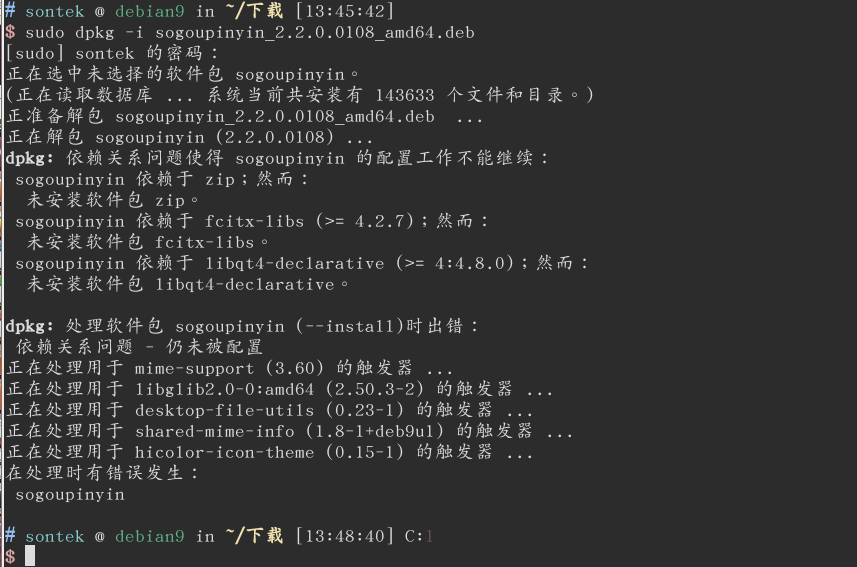 # sontek @ debian9 in ~/下载 [13:45:42]
$ sudo dpkg -i sogoupinyin_2.2.0.0108_amd64.deb
[sudo] sontek 的密码：
正在选中未选择的软件包 sogoupinyin。
(正在读取数据库 ... 系统当前共安装有 143633 个文件和目录。)
正准备解包 sogoupinyin_2.2.0.0108_amd64.deb  ...
正在解包 sogoupinyin (2.2.0.0108) ...
dpkg: 依赖关系问题使得 sogoupinyin 的配置工作不能继续：
 sogoupinyin 依赖于 zip；然而：
  未安装软件包 zip。
 sogoupinyin 依赖于 fcitx-libs (>= 4.2.7)；然而：
  未安装软件包 fcitx-libs。
 sogoupinyin 依赖于 libqt4-declarative (>= 4:4.8.0)；然而：
  未安装软件包 libqt4-declarative。
dpkg: 处理软件包 sogoupinyin (--install)时出错：
 依赖关系问题 - 仍未被配置
正在处理用于 mime-support (3.60) 的触发器 ...
正在处理用于 libglib2.0-0:amd64 (2.50.3-2) 的触发器 ...
正在处理用于 desktop-file-utils (0.23-1) 的触发器 ...
正在处理用于 shared-mime-info (1.8-1+deb9u1) 的触发器 ...
正在处理用于 hicolor-icon-theme (0.15-1) 的触发器 ...
在处理时有错误发生：
 sogoupinyin
# sontek @ debian9 in ~/下载 [13:48:40] C:1
$